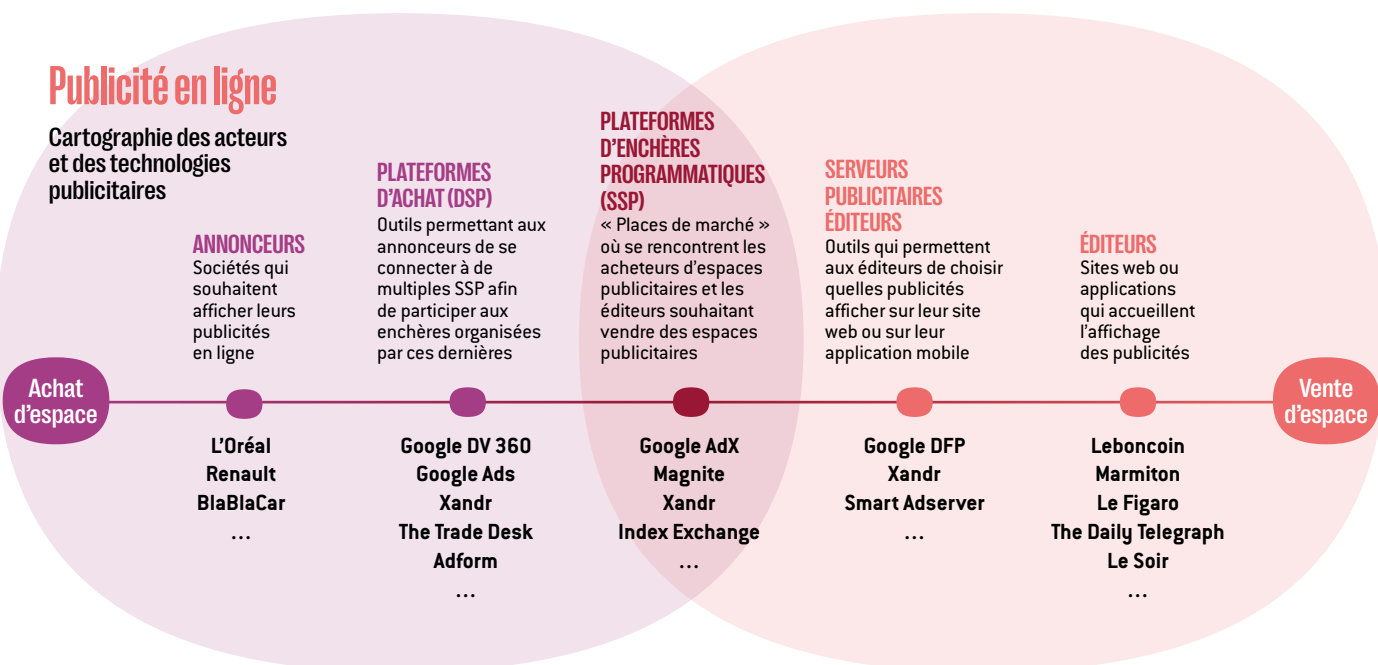 Publicité en ligne
Cartographie des acteurs
et des technologies
publicitaires
Achat
d’espace
ANNONCEURS
Sociétés qui
souhaitent
afficher leurs
publicités
en ligne
L’Oréal
Renault
BlaBlaCar
...
PLATEFORMES
D’ACHAT (DSP)
Outils permettant aux
annonceurs de se
connecter à de
multiples SSP afin
de participer aux
enchères organisées
par ces dernières
Google DV 360
Google Ads
Xandr
The Trade Desk
Adform
...
PLATEFORMES
D’ENCHÈRES
PROGRAMMATIQUES
(SSP)
« Places de marché »
où se rencontrent les
acheteurs d’espaces
publicitaires et les
éditeurs souhaitant
vendre des espaces
publicitaires
Google AdX
Magnite
Xandr
Index Exchange
...
SERVEURS
PUBLICITAIRES
ÉDITEURS
Outils qui permettent
aux éditeurs de choisir
quelles publicités
afficher sur leur site
web ou sur leur
application mobile
Google DFP
Xandr
Smart Adserver
...
ÉDITEURS
Sites web ou
applications
qui accueillent
l’affichage
des publicités
Leboncoin
Marmiton
Le Figaro
The Daily Telegraph
Le Soir
...
Vente
d’espace